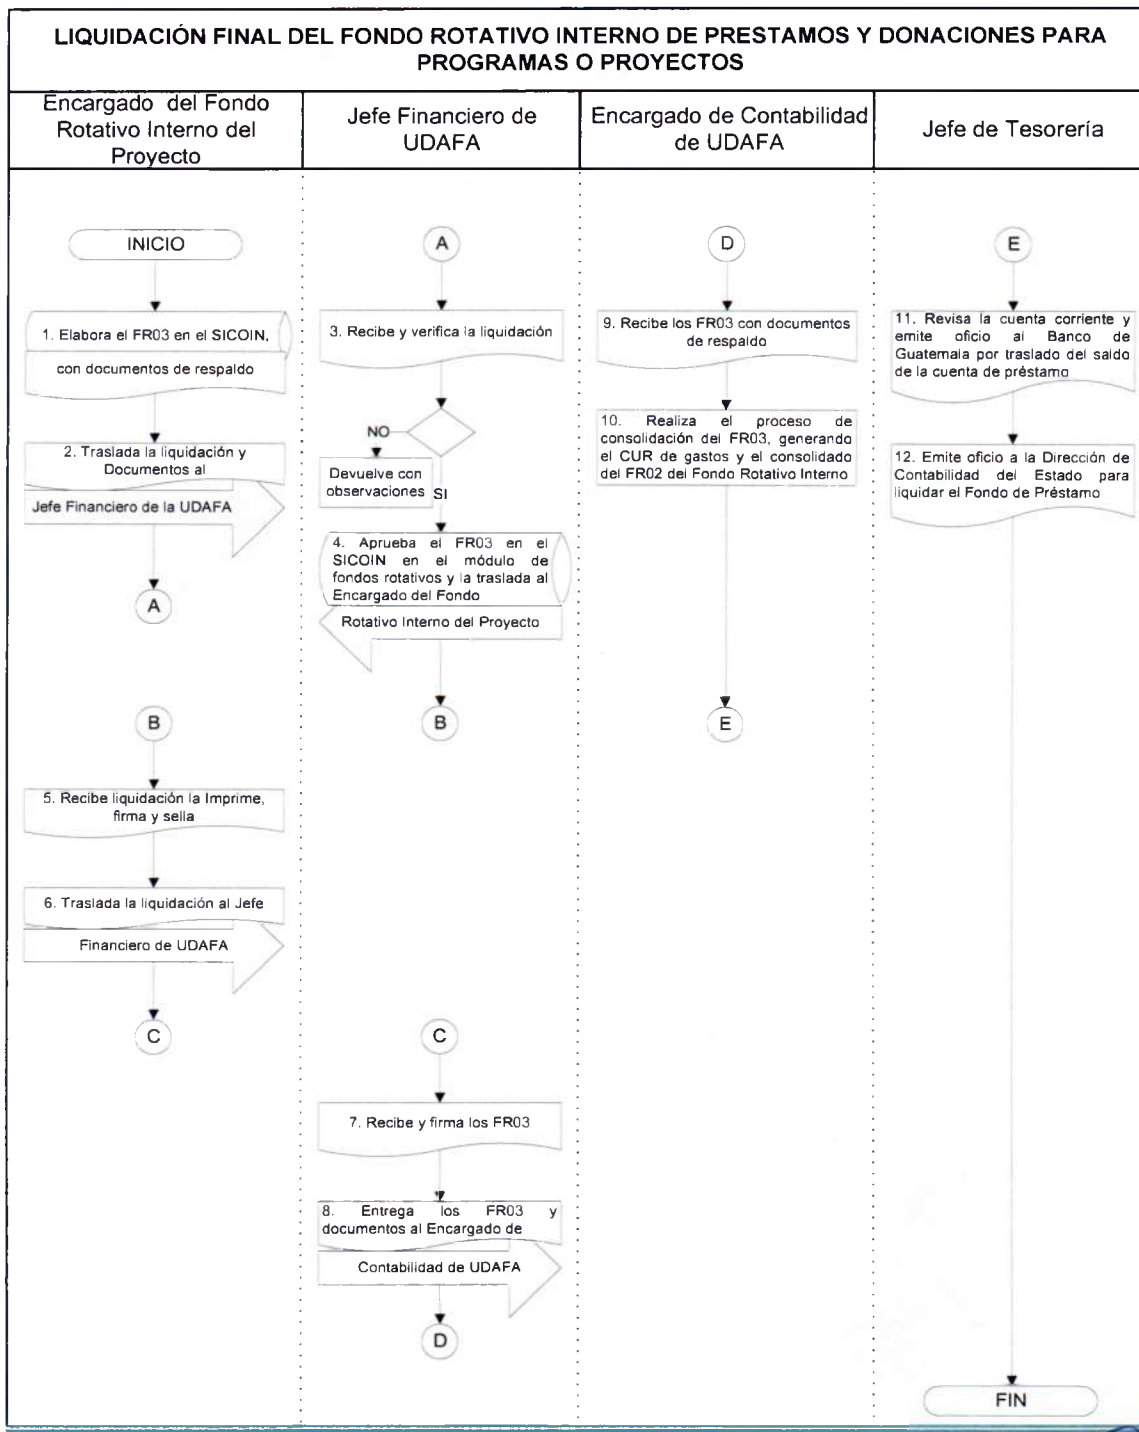 LIQUIDACIÓN FINAL DEL FONDO ROTATIVO INTERNO DE PRESTAMOS Y DONACIONES PARA
PROGRAMAS O PROYECTOS
Encargado del Fondo
Rotativo Interno del
Proyecto
Jefe Financiero de
UDAFA
Encargado de Contabilidad
de UDAFA
Jefe de Tesorería
INICIO
1. Elabora el FR03 en el SICOIN,
con documentos de respaldo
2. Traslada la liquidación y
Documentos al
Jefe Financiero de la UDAFA
A
B
5. Recibe liquidación la Imprime,
firma y sella
6. Traslada la liquidación al Jefe
Financiero de UDAFA
C
A
3. Recibe y verifica la liquidación
NO
Devuelve con
observaciones
SI
4. Aprueba el FR03 en el
SICOIN en el módulo de
fondos rotativos y la traslada al
Encargado del Fondo
Rotativo Interno del Proyecto
B
C
7. Recibe y firma los FR03
8. Entrega los FR03 y
documentos al Encargado de
Contabilidad de UDAFA
D
D
9. Recibe los FR03 con documentos
de respaldo
10. Realiza el proceso de
consolidación del FR03, generando
el CUR de gastos y el consolidado
del FR02 del Fondo Rotativo Interno
E
E
11. Revisa la cuenta corriente y
emite oficio al Banco de
Guatemala por traslado del saldo
de la cuenta de préstamo
12. Emite oficio a la Dirección de
Contabilidad del Estado para
liquidar el Fondo de Préstamo
FIN